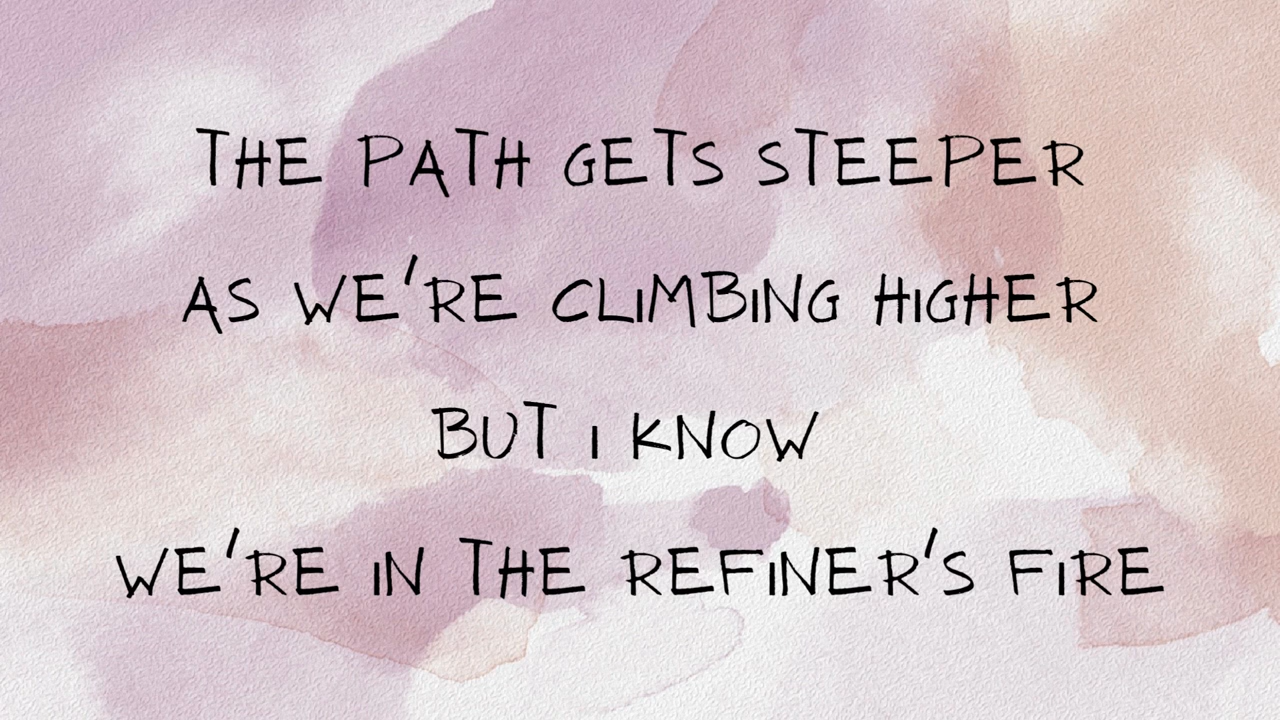 THE PATH GETS STEEPER
AS WE'RE CLIMBING HIGHER
BUT I KNOW
WE'RE IN THE REFINER'S FIRE